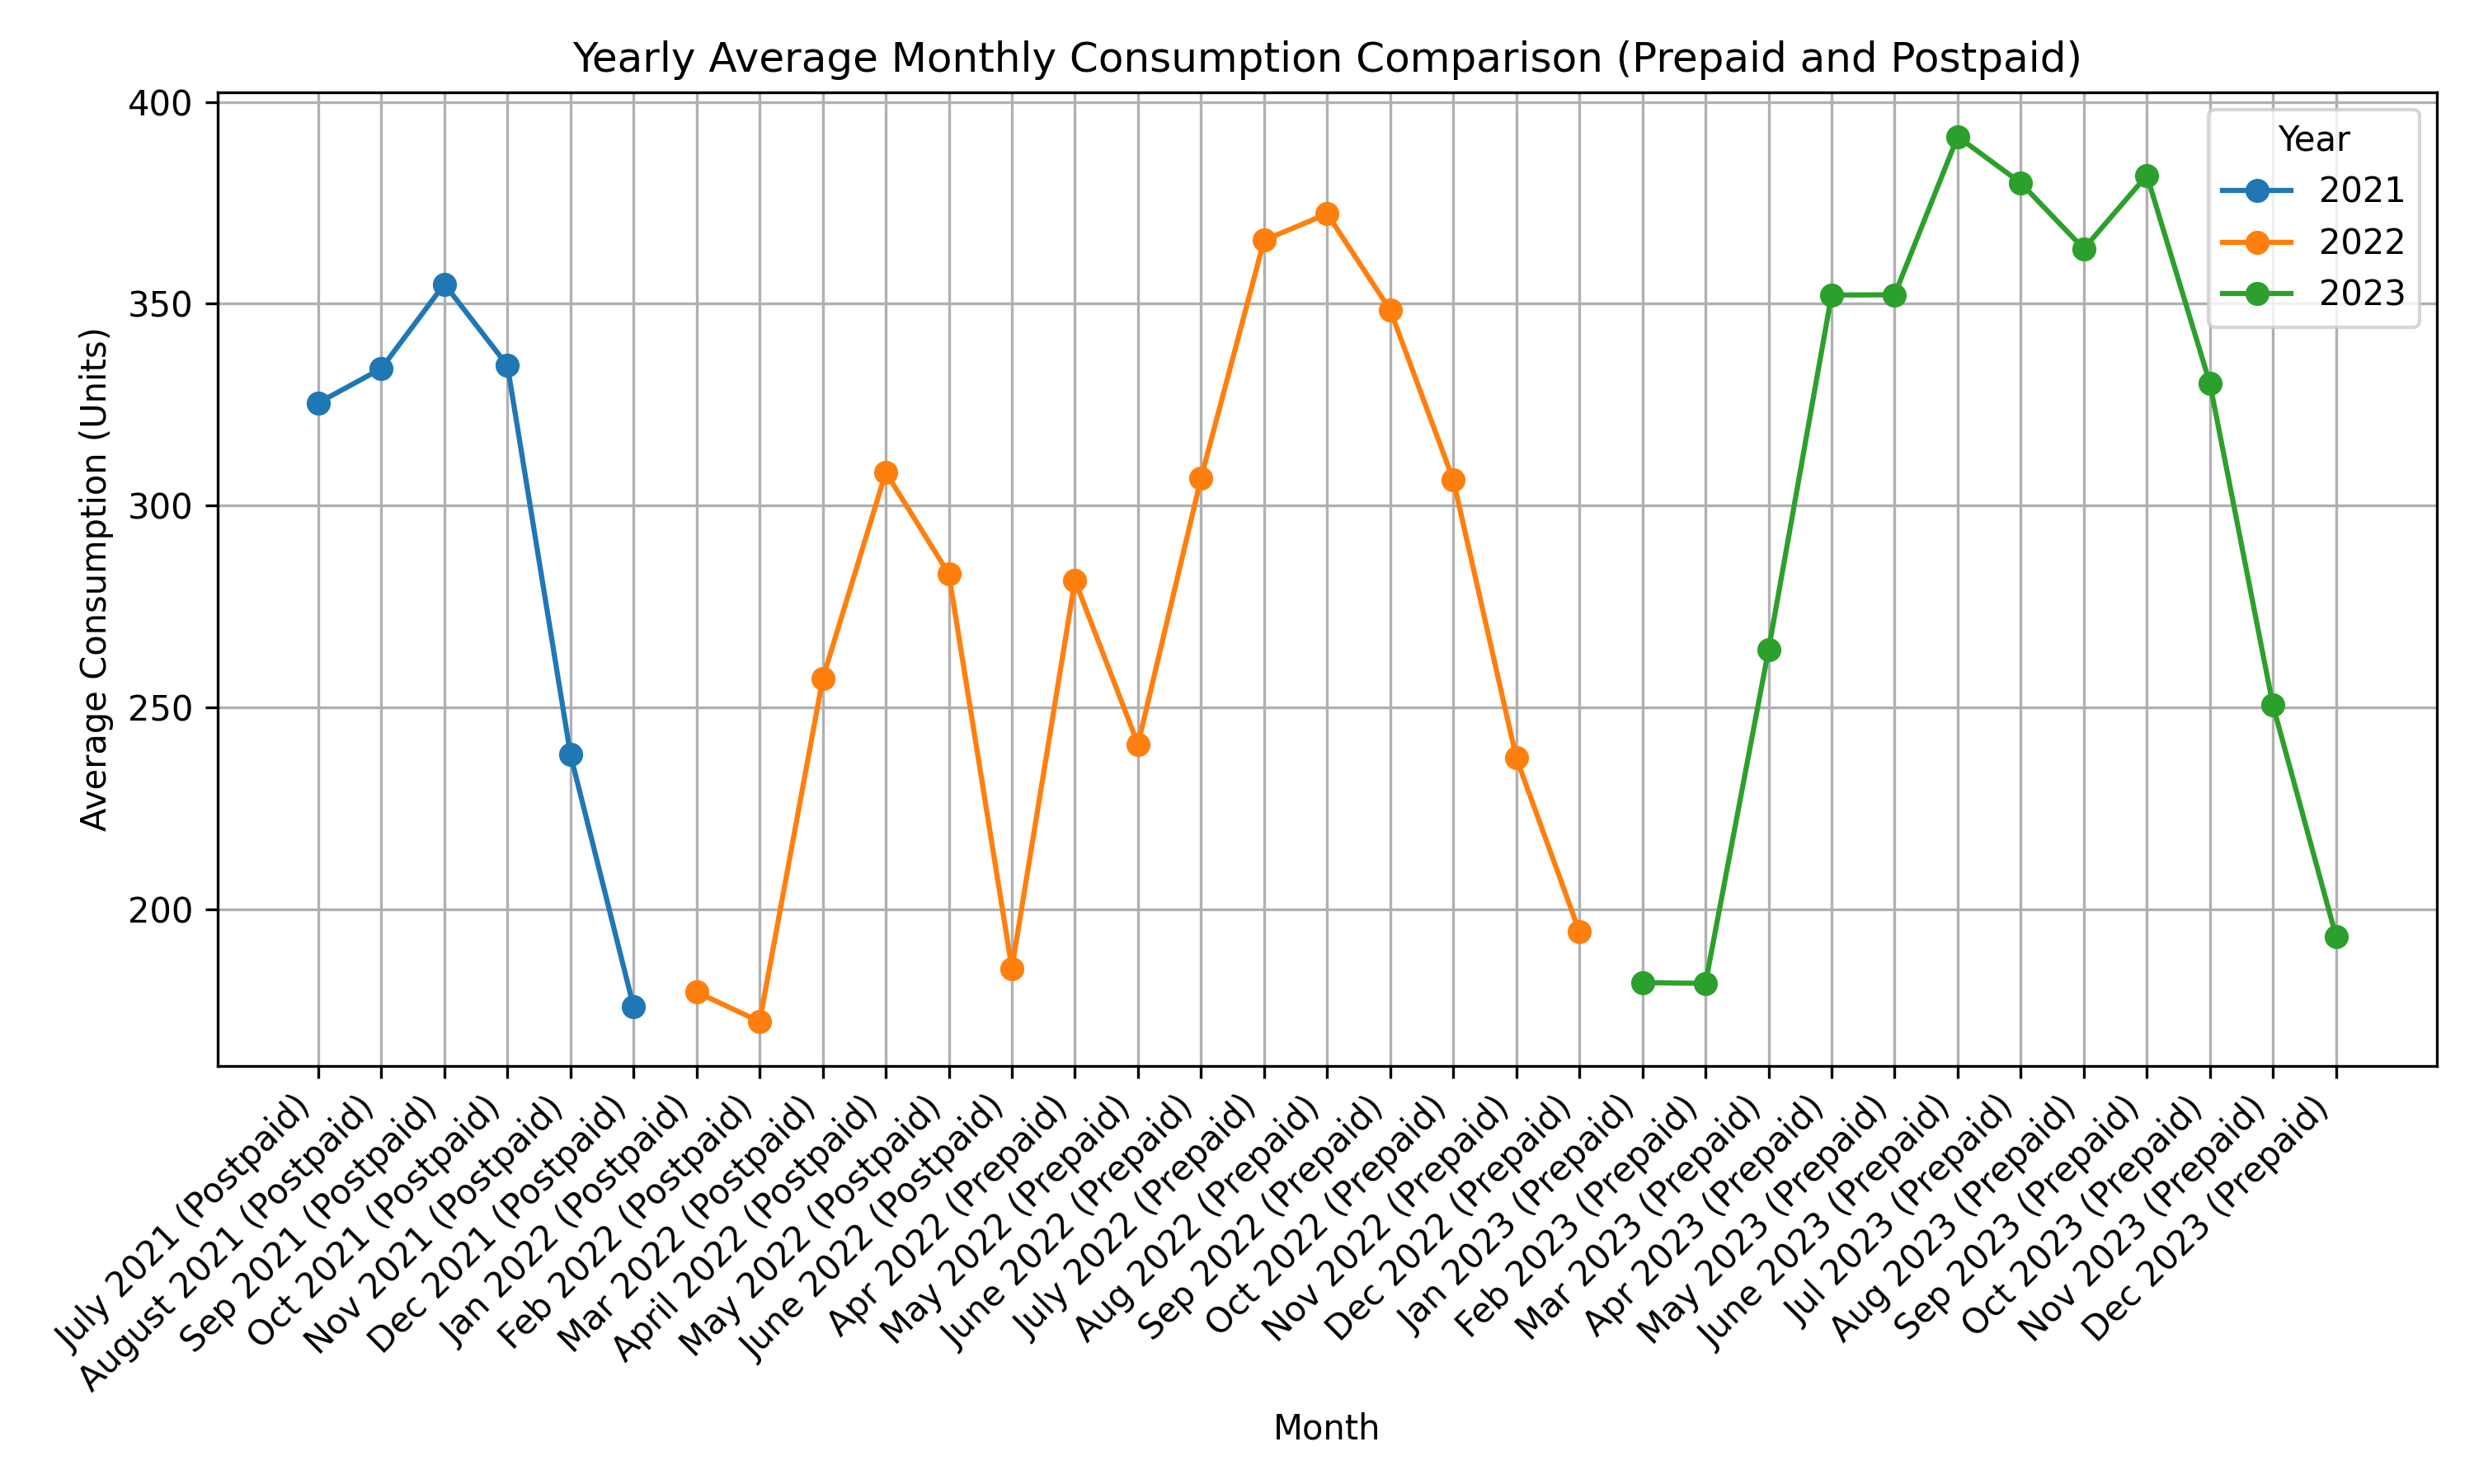 Yearly Average Monthly Consumption Comparison (Prepaid and Postpaid)
Average Consumption (Units)
400
350
300
250
200
Year
2021
2022
2023
July 2021 (Postpaid)
August 2021 (Postpaid)
Sep 2021 (Postpaid)
Oct 2021 (Postpaid)
Nov 2021 (Postpaid)
Dec 2021 (Postpaid)
Jan 2022 (Postpaid)
Feb 2022 (Postpaid)
Mar 2022 (Postpaid)
April 2022 (Postpaid)
May 2022 (Postpaid)
June 2022 (Postpaid)
Apr 2022 (Prepaid)
May 2022 (Prepaid)
June 2022 (Prepaid)
July 2022 (Prepaid)
Aug 2022 (Prepaid)
Sep 2022 (Prepaid)
Oct 2022 (Prepaid)
Nov 2022 (Prepaid)
Dec 2022 (Prepaid)
Jan 2023 (Prepaid)
Feb 2023 (Prepaid)
Mar 2023 (Prepaid)
Apr 2023 (Prepaid)
May 2023 (Prepaid)
June 2023 (Prepaid)
Jul 2023 (Prepaid)
Aug 2023 (Prepaid)
Sep 2023 (Prepaid)
Oct 2023 (Prepaid)
Nov 2023 (Prepaid)
Dec 2023 (Prepaid)
Month